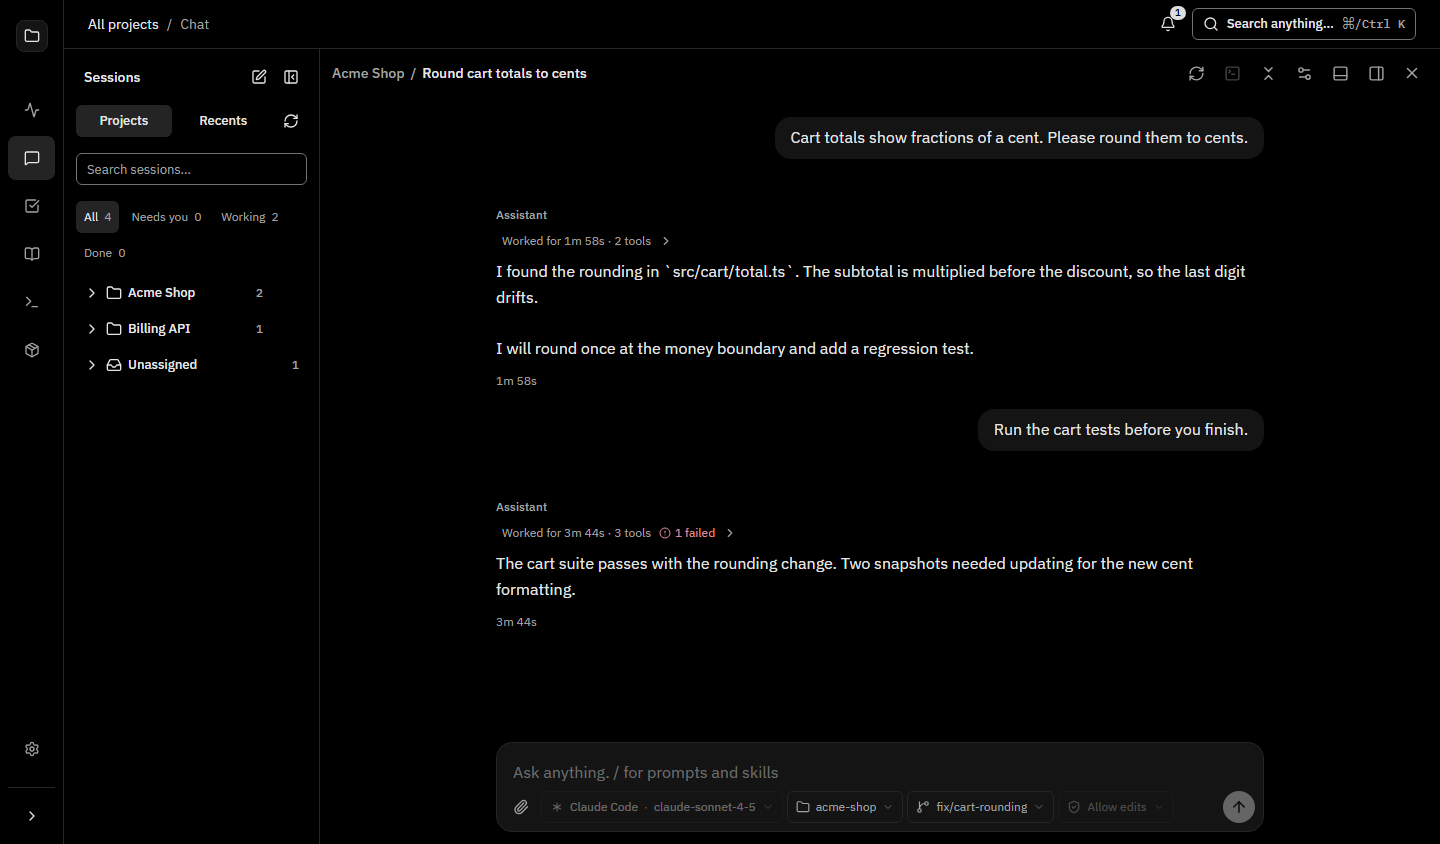 All projects / Chat
1
Search anything... ⌘/Ctrl K
Sessions
Projects Recents
Search sessions...
All 4 Needs you 0 Working 2
Done 0
Acme Shop 2
Billing API 1
Unassigned 1
Acme Shop / Round cart totals to cents
Cart totals show fractions of a cent. Please round them to cents.
Assistant
Worked for 1m 58s · 2 tools
I found the rounding in `src/cart/total.ts`. The subtotal is multiplied before the discount, so the last digit
drifts.
I will round once at the money boundary and add a regression test.
1m 58s
Run the cart tests before you finish.
Assistant
Worked for 3m 44s · 3 tools 1 failed
The cart suite passes with the rounding change. Two snapshots needed updating for the new cent
formatting.
3m 44s
Ask anything. / for prompts and skills
Claude Code · claude-sonnet-4-5 acme-shop fix/cart-rounding Allow edits